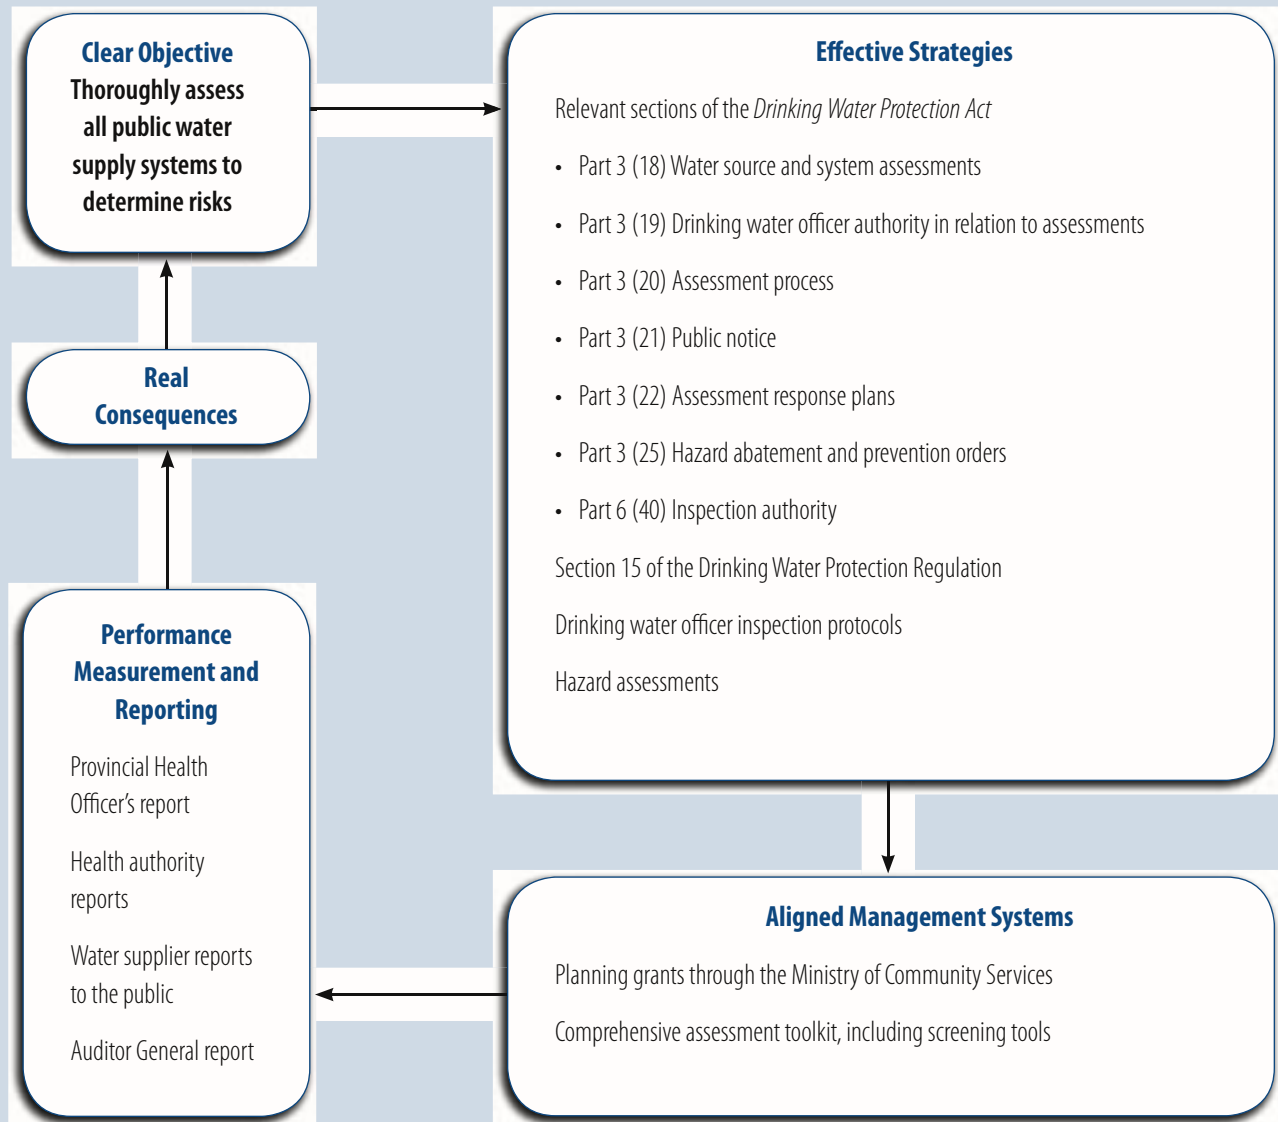 Clear Objective
Thoroughly assess
all public water
supply systems to
determine risks
Effective Strategies
Relevant sections of the Drinking Water Protection Act
• Part 3 (18) Water source and system assessments
• Part 3 (19) Drinking water officer authority in relation to assessments
• Part 3 (20) Assessment process
• Part 3 (21) Public notice
• Part 3 (22) Assessment response plans
• Part 3 (25) Hazard abatement and prevention orders
• Part 6 (40) Inspection authority
Section 15 of the Drinking Water Protection Regulation
Drinking water officer inspection protocols
Hazard assessments
Aligned Management Systems
Planning grants through the Ministry of Community Services
Comprehensive assessment toolkit, including screening tools
Performance
Measurement and
Reporting
Provincial Health
Officer’s report
Health authority
reports
Water supplier reports
to the public
Auditor General report
Real
Consequences